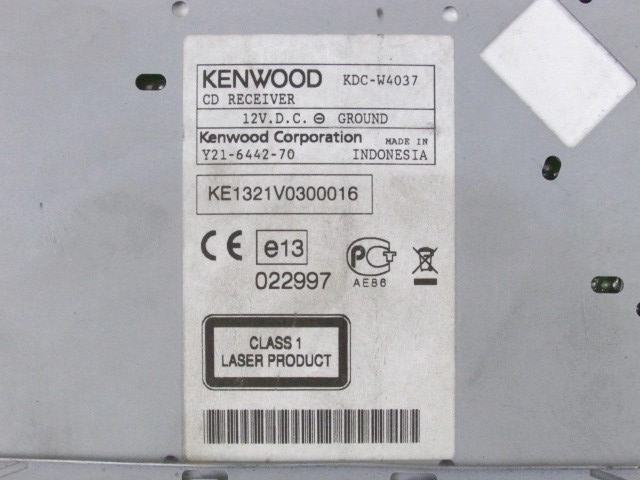 KENWOOD KDC-W4037
CD RECEIVER
12V.D.C. ⊖ GROUND
Kenwood Corporation MADE IN
Y21-6442-70 INDONESIA
KE1321V0300016
CE e13 PCT
022997 AE86
CLASS 1
LASER PRODUCT